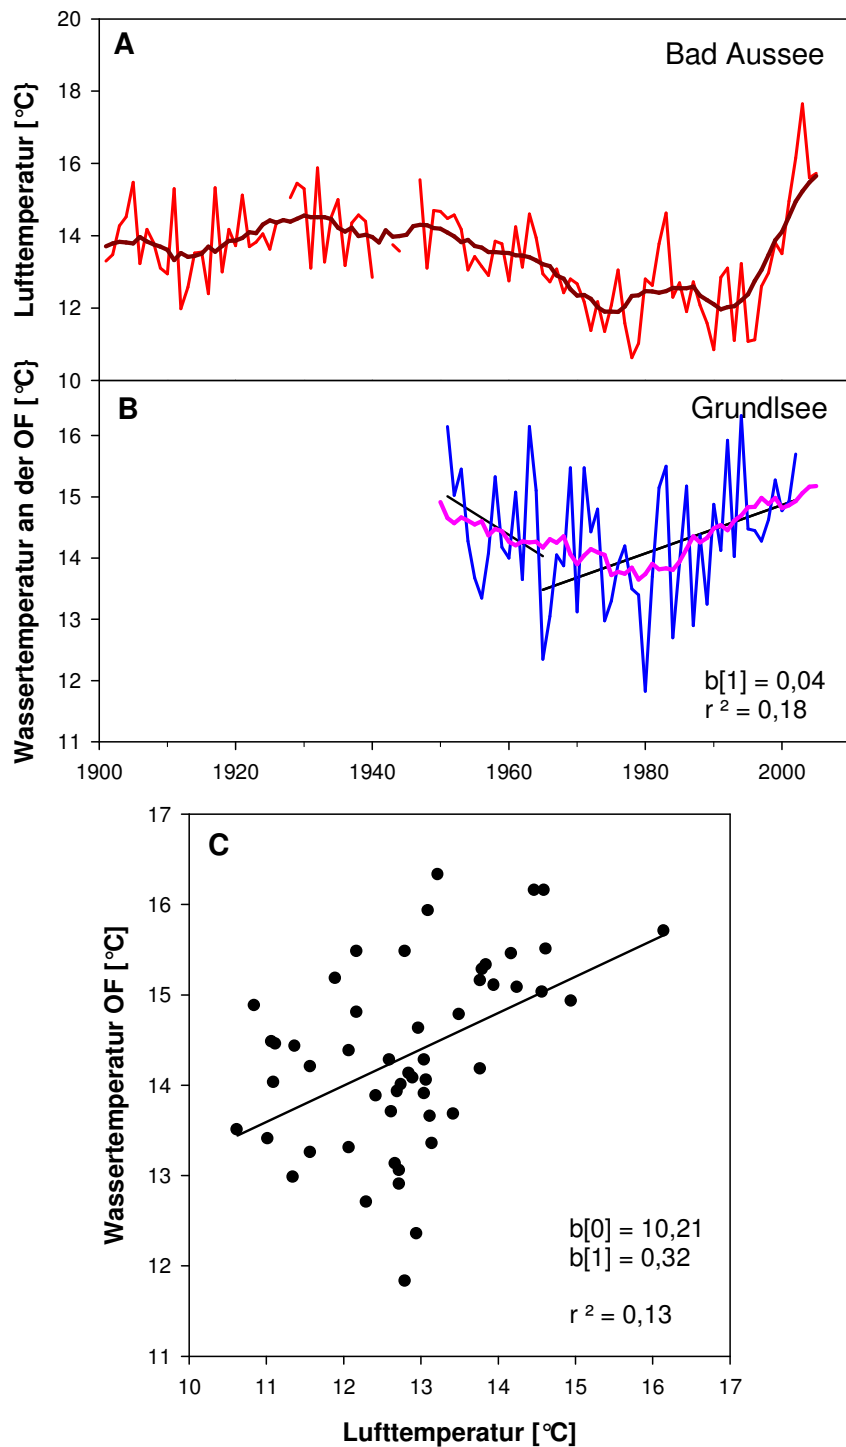 A
Bad Aussee
Lufttemperatur [°C}
20
18
16
14
12
10
B
Grundlsee
Wassertemperatur an der OF [°C}
16
15
14
13
12
11
b[1] = 0,04
r ² = 0,18
1900 1920 1940 1960 1980 2000
C
Wassertemperatur OF [°C]
17
16
15
14
13
12
11
b[0] = 10,21
b[1] = 0,32
r ² = 0,13
10 11 12 13 14 15 16 17
Lufttemperatur [°C]